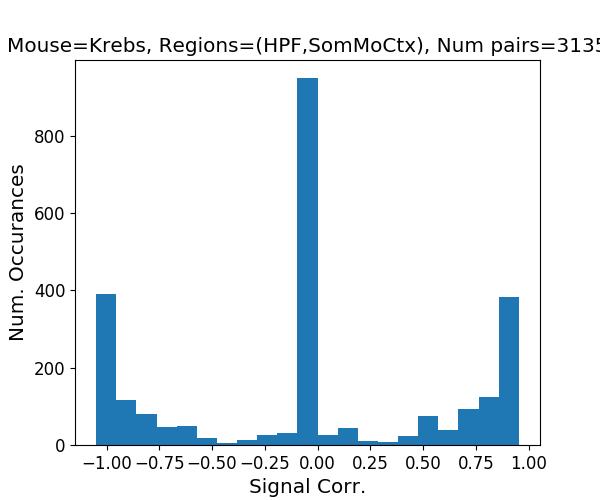 Mouse=Krebs, Regions=(HPF,SomMoCtx), Num pairs=3135
Num. Occurances
800
600
400
200
0
−1.00 −0.75 −0.50 −0.25 0.00 0.25 0.50 0.75 1.00
Signal Corr.